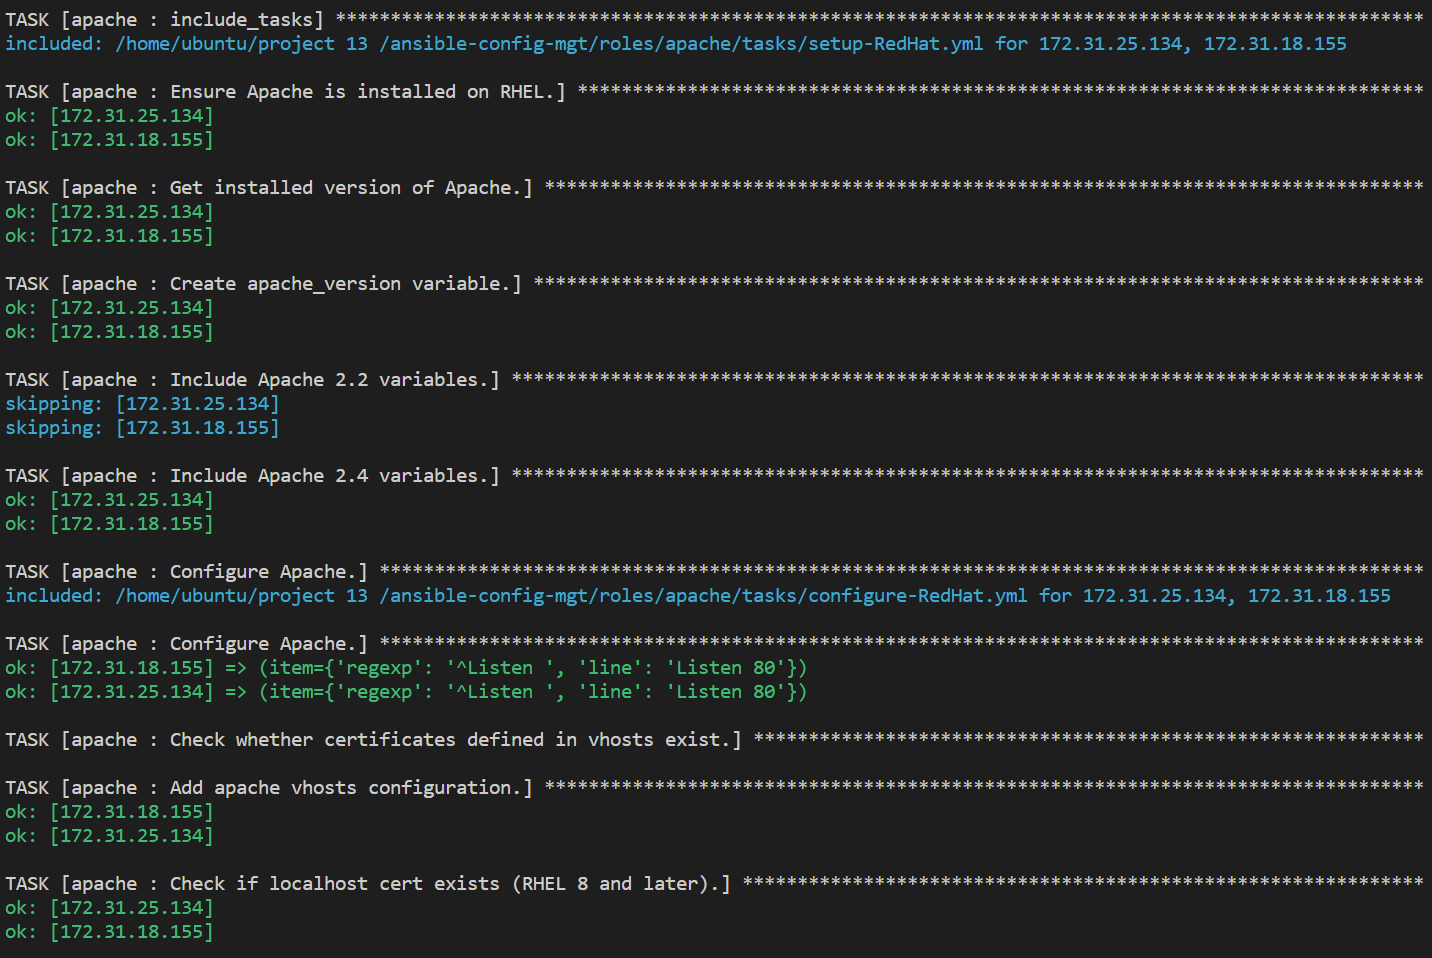 TASK [apache : include_tasks] ***************************************************************************************************
included: /home/ubuntu/project 13 /ansible-config-mgt/roles/apache/tasks/setup-RedHat.yml for 172.31.25.134, 172.31.18.155
TASK [apache : Ensure Apache is installed on RHEL.] *****************************************************************************
ok: [172.31.25.134]
ok: [172.31.18.155]
TASK [apache : Get installed version of Apache.] ********************************************************************************
ok: [172.31.25.134]
ok: [172.31.18.155]
TASK [apache : Create apache_version variable.] *********************************************************************************
ok: [172.31.25.134]
ok: [172.31.18.155]
TASK [apache : Include Apache 2.2 variables.] ***********************************************************************************
skipping: [172.31.25.134]
skipping: [172.31.18.155]
TASK [apache : Include Apache 2.4 variables.] ***********************************************************************************
ok: [172.31.25.134]
ok: [172.31.18.155]
TASK [apache : Configure Apache.] ***********************************************************************************************
included: /home/ubuntu/project 13 /ansible-config-mgt/roles/apache/tasks/configure-RedHat.yml for 172.31.25.134, 172.31.18.155
TASK [apache : Configure Apache.] ***********************************************************************************************
ok: [172.31.18.155] => (item={'regexp': '^Listen ', 'line': 'Listen 80'})
ok: [172.31.25.134] => (item={'regexp': '^Listen ', 'line': 'Listen 80'})
TASK [apache : Check whether certificates defined in vhosts exist.] *************************************************************
TASK [apache : Add apache vhosts configuration.] ********************************************************************************
ok: [172.31.18.155]
ok: [172.31.25.134]
TASK [apache : Check if localhost cert exists (RHEL 8 and later).] **************************************************************
ok: [172.31.25.134]
ok: [172.31.18.155]